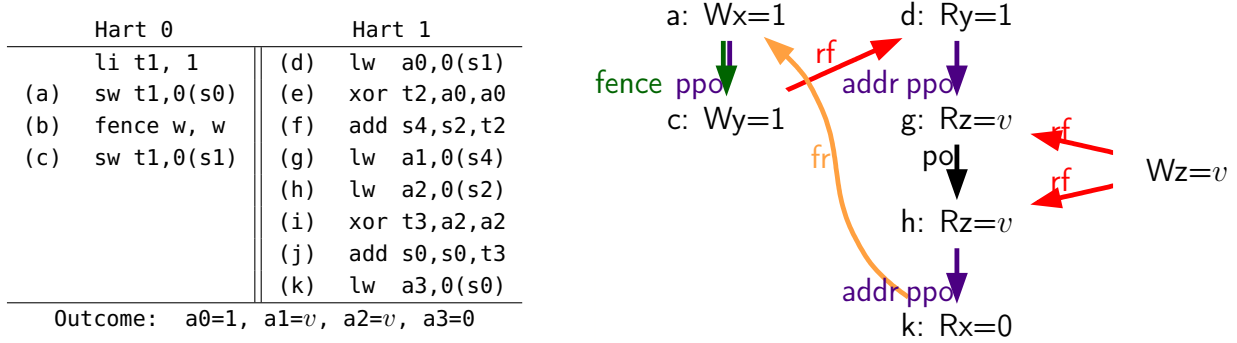 Hart 0 Hart 1
li t1, 1 (d) lw a0,0(s1)
(a) sw t1,0(s0) (e) xor t2,a0,a0
(b) fence w, w (f) add s4,s2,t2
(c) sw t1,0(s1) (g) lw a1,0(s4)
(h) lw a2,0(s2)
(i) xor t3,a2,a2
(j) add s0,s0,t3
(k) lw a3,0(s0)
Outcome: a0=1, a1=v, a2=v, a3=0
a: Wx=1 d: Ry=1
rf
fence ppo addr ppo
c: Wy=1 g: Rz=v
rf
fr po
Wz=v
rf
h: Rz=v
addr ppo
k: Rx=0